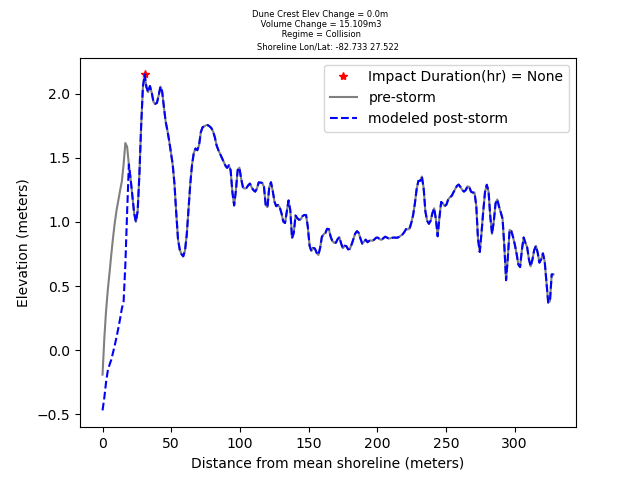 Dune Crest Elev Change = 0.0m
Volume Change = 15.109m3
Regime = Collision
Shoreline Lon/Lat: -82.733 27.522
Impact Duration(hr) = None
pre-storm
modeled post-storm
2.0
1.5
1.0
0.5
0.0
−0.5
Elevation (meters)
0 50 100 150 200 250 300
Distance from mean shoreline (meters)